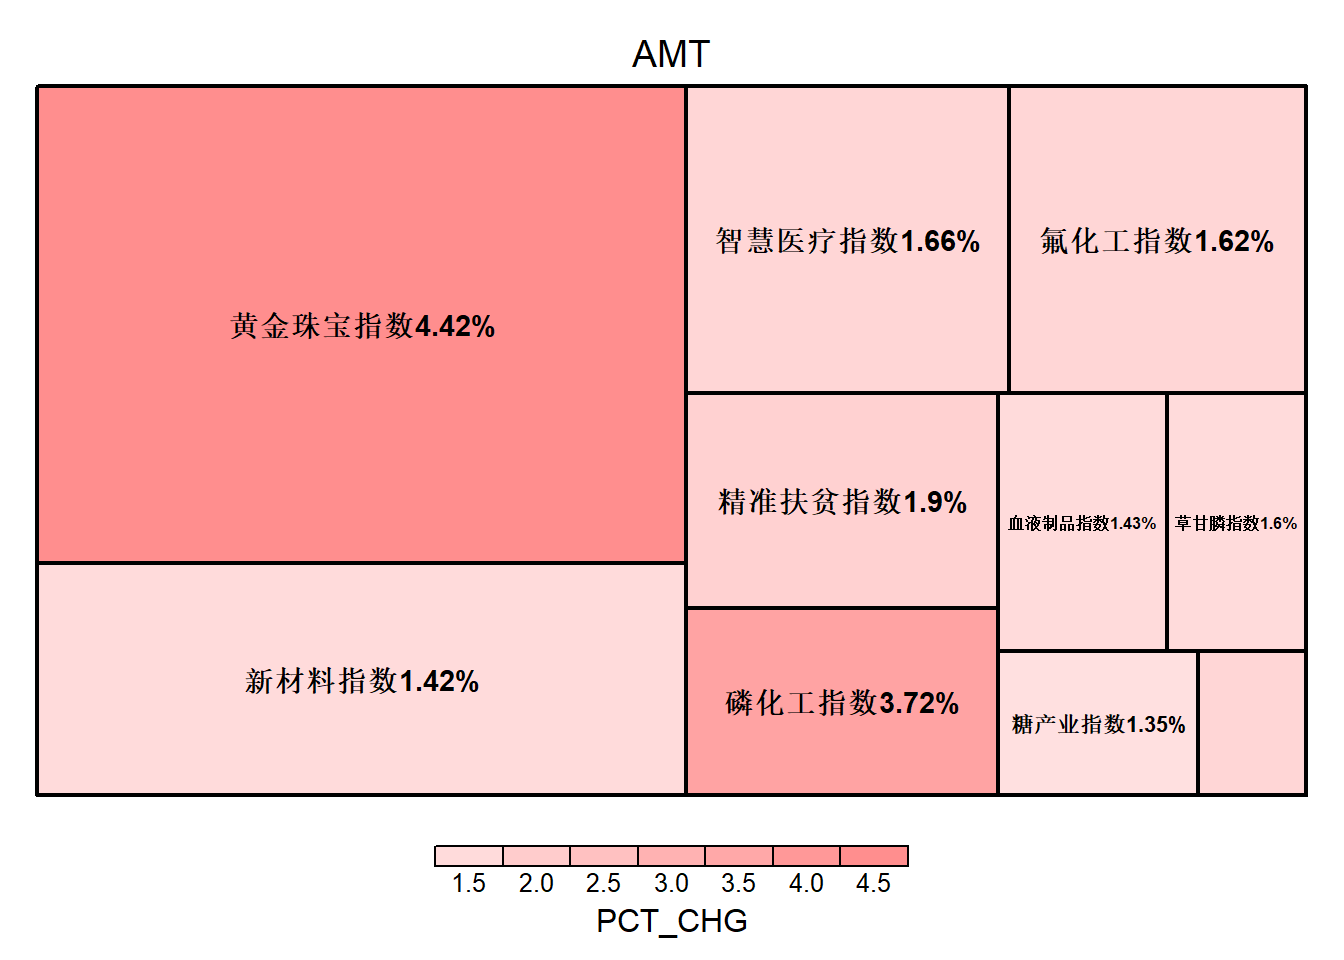 AMT
黄金珠宝指数4.42%
新材料指数1.42%
智慧医疗指数1.66%
氟化工指数1.62%
精准扶贫指数1.9%
磷化工指数3.72%
血液制品指数1.43%
草甘膦指数1.6%
糖产业指数1.35%
1.5 2.0 2.5 3.0 3.5 4.0 4.5
PCT_CHG